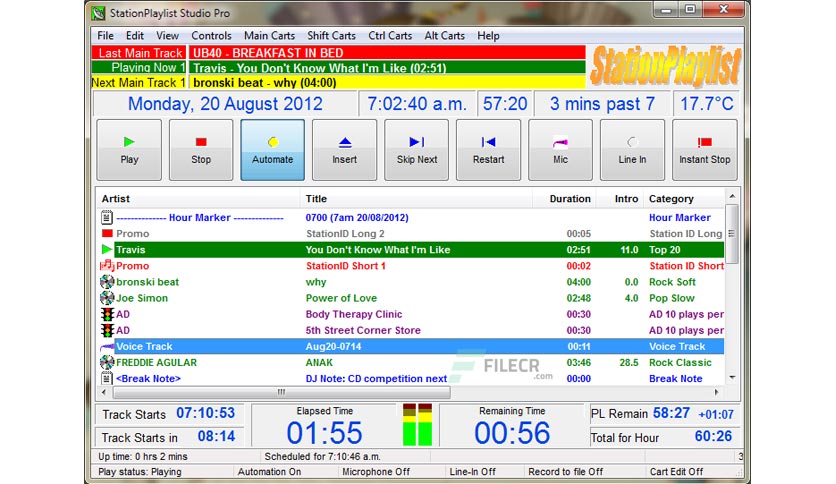 StationPlaylist Studio Pro
File Edit View Controls Main Carts Shift Carts Ctrl Carts Alt Carts Help
Last Main Track UB40 - BREAKFAST IN BED
Playing Now 1 Travis - You Don't Know What I'm Like (02:51)
Next Main Track 1 bronski beat - why (04:00)
StationPlaylist
Monday, 20 August 2012 7:02:40 a.m. 57:20 3 mins past 7 17.7°C
Play Stop Automate Insert Skip Next Restart Mic Line In Instant Stop
Artist Title Duration Intro Category
-------------- Hour Marker -------------- 0700 (7am 20/08/2012) Hour Marker
Promo StationID Long 2 00:05 StationID Long
Travis You Don't Know What I'm Like 02:51 11.0 Top 20
Promo StationID Short 1 00:02 StationID Short
bronski beat why 04:00 0.0 Rock Soft
Joe Simon Power of Love 02:48 4.0 Pop Slow
AD Body Therapy Clinic 00:30 AD 10 plays per
AD 5th Street Corner Store 00:30 AD 10 plays per
Voice Track Aug20-0714 00:11 Voice Track
FREDDIE AGULAR ANAK 03:46 28.5 Rock Classic
<Break Note> DJ Note: CD competition next 00:00 Break Note
FILECR
.com
Track Starts 07:10:53
Track Starts in 08:14
Elapsed Time
01:55
Remaining Time
00:56
PL Remain 58:27 +01:07
Total for Hour 60:26
Up time: 0 hrs 2 mins Scheduled for 7:10:46 a.m. 3
Play status: Playing Automation On Microphone Off Line-In Off Record to file Off Cart Edit Off